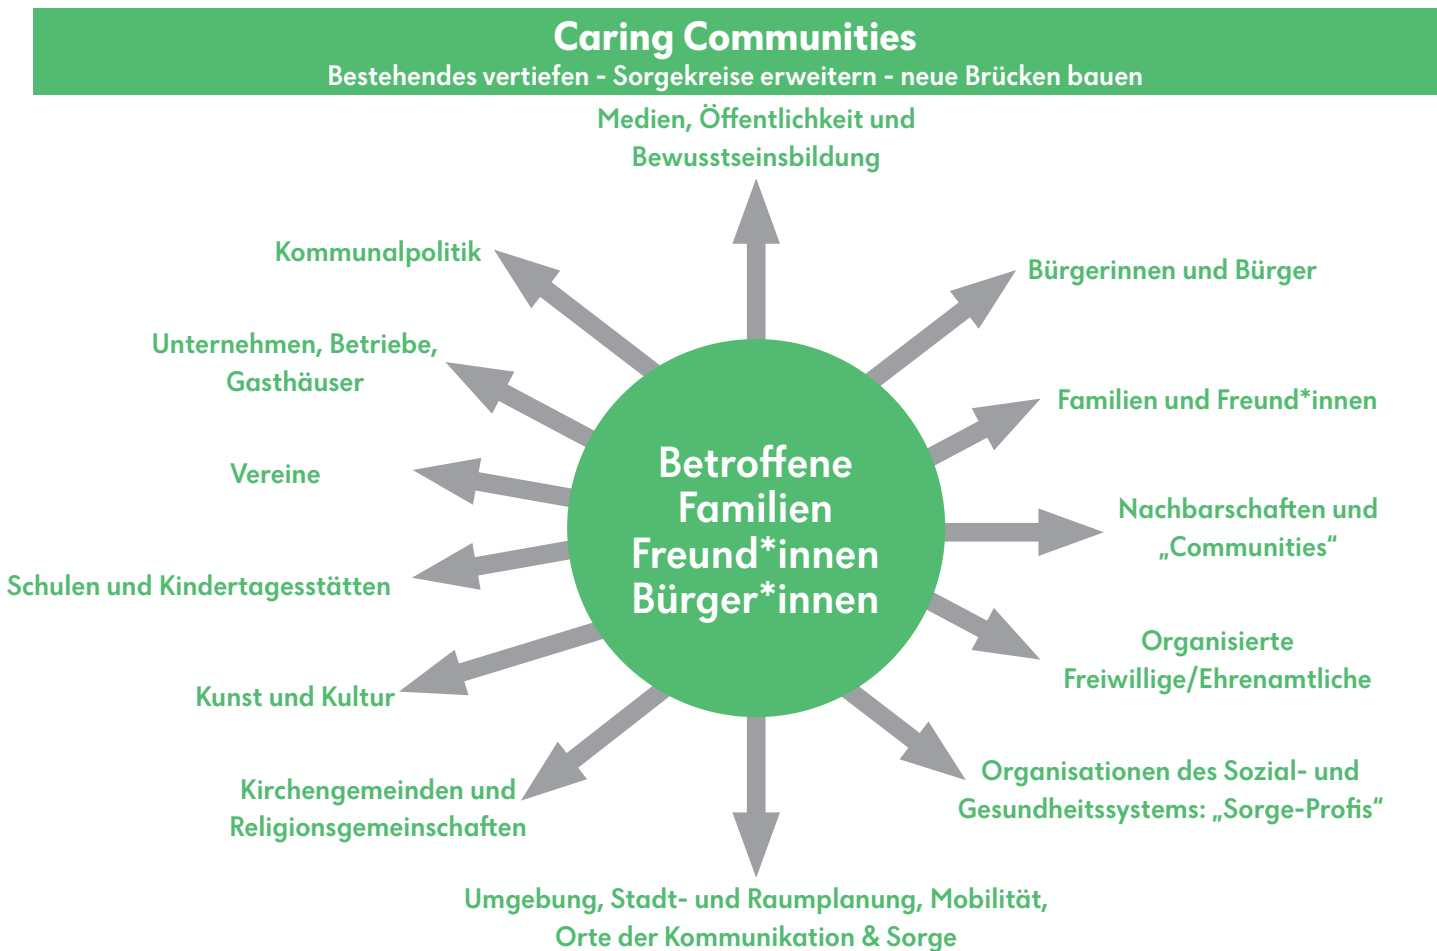 Caring Communities
Bestehendes vertiefen - Sorgekreise erweitern - neue Brücken bauen
Medien, Öffentlichkeit und
Bewusstseinsbildung
Kommunalpolitik
Bürgerinnen und Bürger
Unternehmen, Betriebe,
Gasthäuser
Familien und Freund*innen
Vereine
Betroffene
Familien
Freund*innen
Bürger*innen
Nachbarschaften und
„Communities“
Schulen und Kindertagesstätten
Organisierte
Freiwillige/Ehrenamtliche
Kunst und Kultur
Organisationen des Sozial- und
Gesundheitssystems: „Sorge-Profis“
Kirchengemeinden und
Religionsgemeinschaften
Umgebung, Stadt- und Raumplanung, Mobilität,
Orte der Kommunikation & Sorge